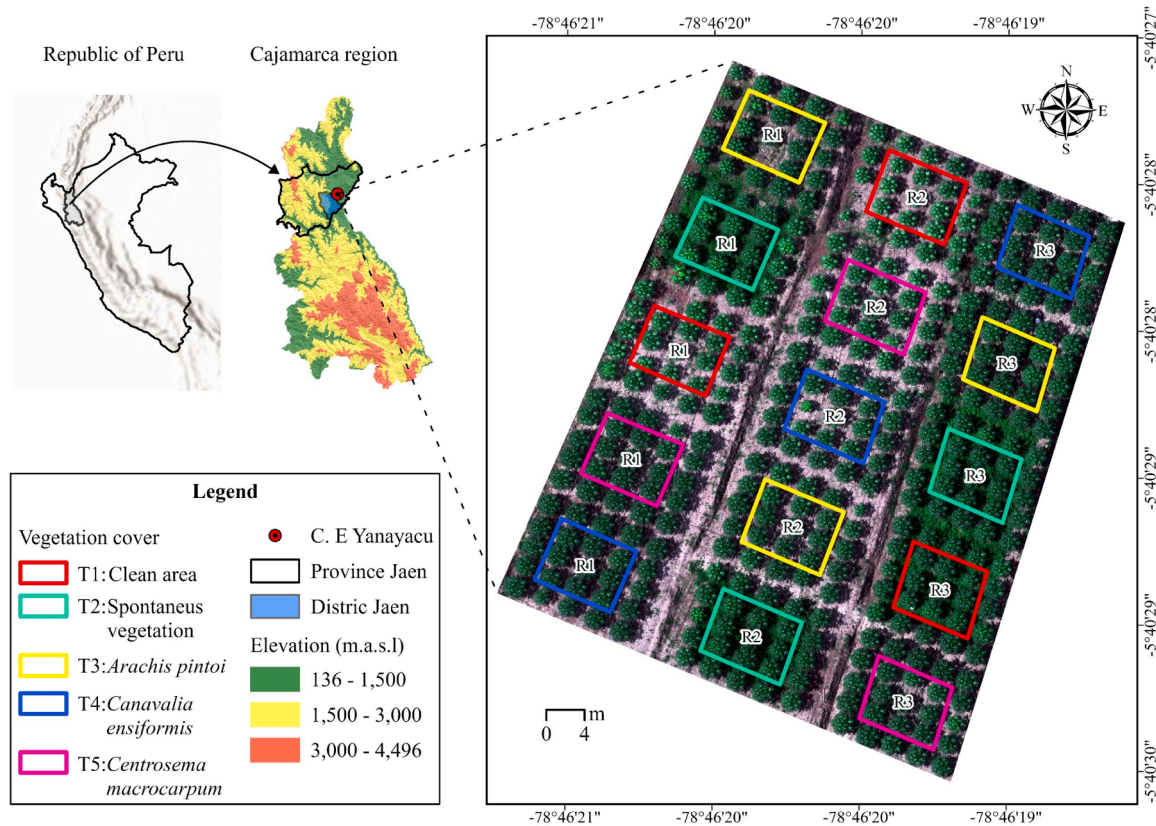 Republic of Peru
Cajamarca region
-78°46'21"
-78°46'20"
-78°46'20"
-78°46'19"
-5°40'27"
-5°40'28"
-5°40'28"
-5°40'29"
-5°40'29"
-5°40'30"
N
W E
S
R1
R2
R3
R1
R2
R3
R1
R2
R3
R1
R2
R3
R1
R2
R3
m
0 4
-78°46'21"
-78°46'20"
-78°46'20"
-78°46'19"
Legend
Vegetation cover
T1:Clean area
T2:Spontaneus
vegetation
T3:Arachis pintoi
T4:Canavalia
ensiformis
T5:Centrosema
macrocarpum
C. E Yanayacu
Province Jaen
Distric Jaen
Elevation (m.a.s.l)
136 - 1,500
1,500 - 3,000
3,000 - 4,496